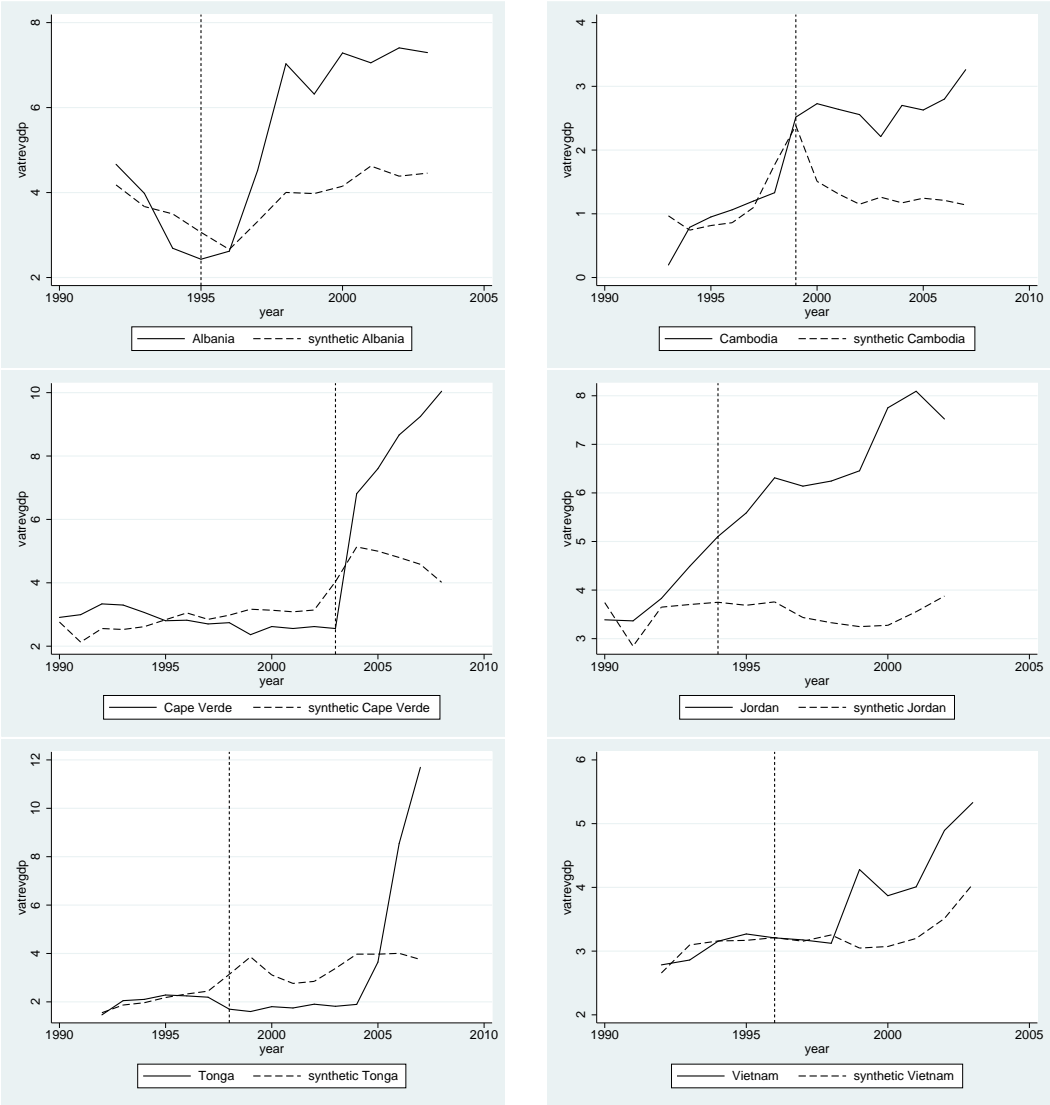 vatrevgdp
8
6
4
2
1990 1995 2000 2005
year
Albania synthetic Albania
vatrevgdp
4
3
2
1
0
1990 1995 2000 2005 2010
year
Cambodia synthetic Cambodia
vatrevgdp
10
8
6
4
2
1990 1995 2000 2005 2010
year
Cape Verde synthetic Cape Verde
vatrevgdp
8
7
6
5
4
3
1990 1995 2000 2005
year
Jordan synthetic Jordan
vatrevgdp
12
10
8
6
4
2
1990 1995 2000 2005 2010
year
Tonga synthetic Tonga
vatrevgdp
6
5
4
3
2
1990 1995 2000 2005
year
Vietnam synthetic Vietnam